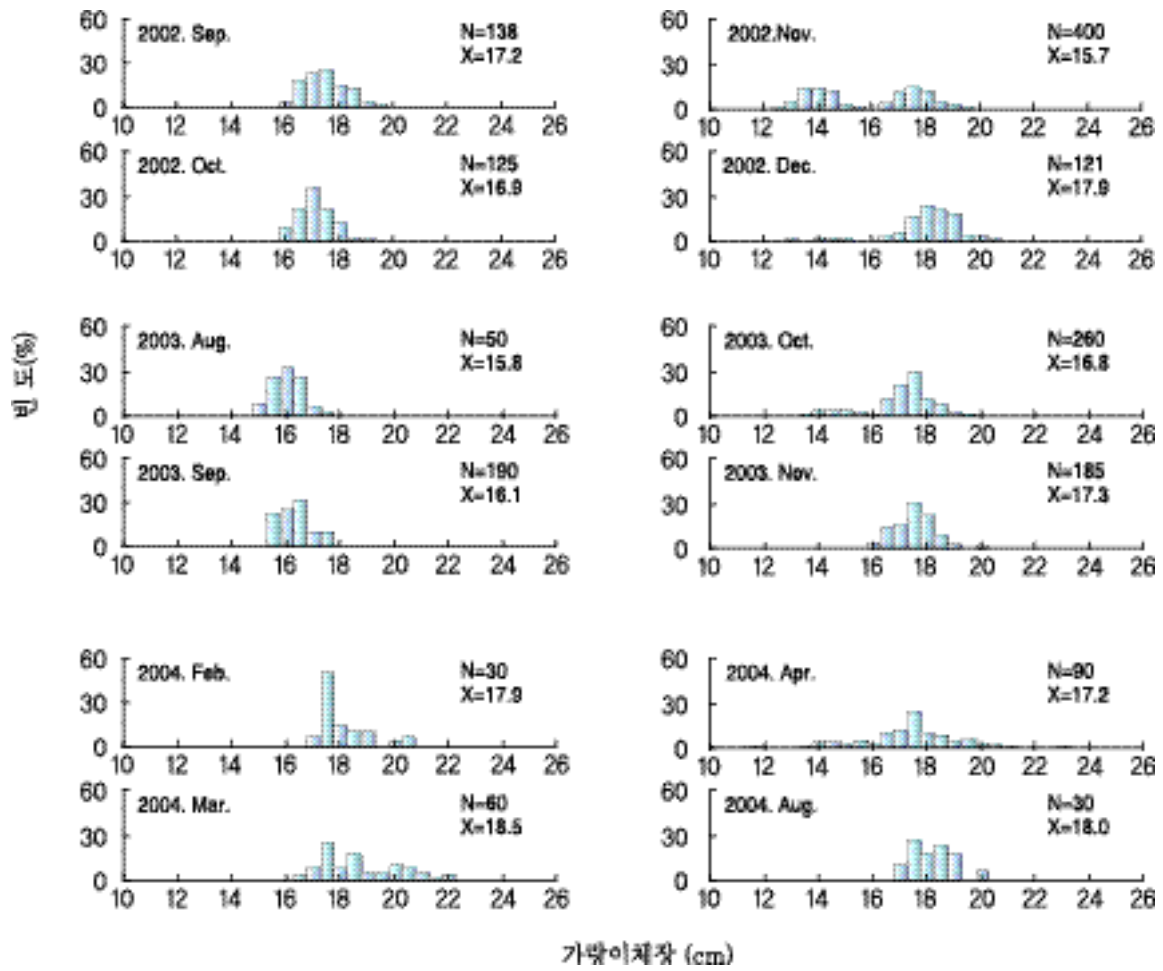 60
30
0
2002. Sep.
N=138
X=17.2
10 12 14 16 18 20 22 24 26
60
30
0
2002.Nov.
N=400
X=15.7
10 12 14 16 18 20 22 24 26
60
30
0
2002. Oct.
N=125
X=16.9
10 12 14 16 18 20 22 24 26
60
30
0
2002. Dec.
N=121
X=17.9
10 12 14 16 18 20 22 24 26
빈 도(%)
60
30
0
2003. Aug.
N=50
X=15.8
10 12 14 16 18 20 22 24 26
60
30
0
2003. Oct.
N=260
X=16.8
10 12 14 16 18 20 22 24 26
60
30
0
2003. Sep.
N=190
X=16.1
10 12 14 16 18 20 22 24 26
60
30
0
2003. Nov.
N=185
X=17.3
10 12 14 16 18 20 22 24 26
60
30
0
2004. Feb.
N=30
X=17.9
10 12 14 16 18 20 22 24 26
60
30
0
2004. Apr.
N=90
X=17.2
10 12 14 16 18 20 22 24 26
60
30
0
2004. Mar.
N=60
X=18.5
10 12 14 16 18 20 22 24 26
60
30
0
2004. Aug.
N=30
X=18.0
10 12 14 16 18 20 22 24 26
가랑이체장 (cm)